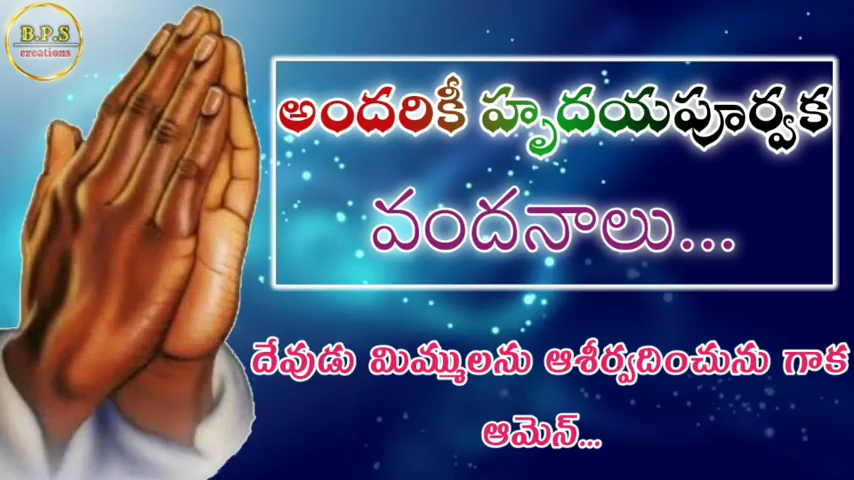 B.P.S
creations
అందరికీ హృదయపూర్వక
వందనాలు...
దేవుడు మిమ్ములను ఆశీర్వదించును గాక
ఆమెన్...